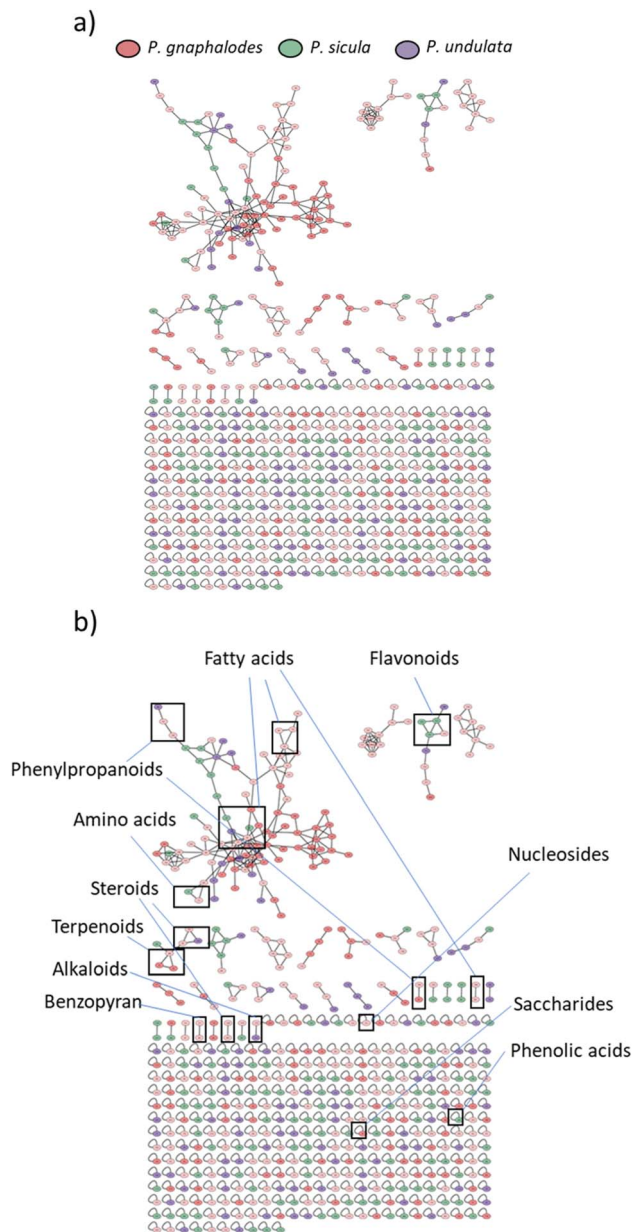 a)
P. gnaphalodes P. sicula P. undulata
b)
Fatty acids Flavonoids
Phenylpropanoids
Amino acids
Nucleosides
Steroids
Terpenoids
Alkaloids
Saccharides
Benzopyran
Phenolic acids